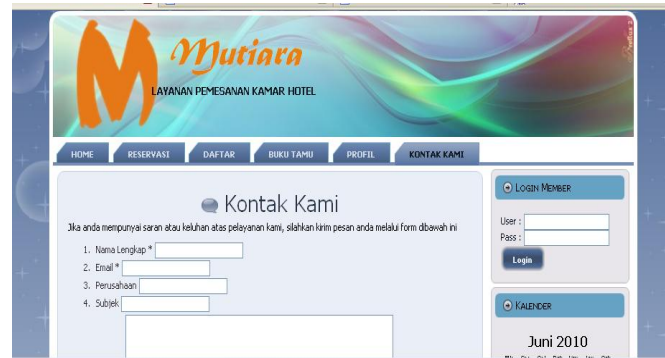 Mutiara
LAYANAN PEMESANAN KAMAR HOTEL
HOME RESERVASI DAFTAR BUKU TAMU PROFIL KONTAK KAMI
Kontak Kami
Jika anda mempunyai saran atau keluhan atas pelayanan kami, silahkan kirim pesan anda melalui form dibawah ini
1. Nama Lengkap *
2. Email *
3. Perusahaan
4. Subjek
LOGIN MEMBER
User :
Pass :
Login
KALENDER
Juni 2010